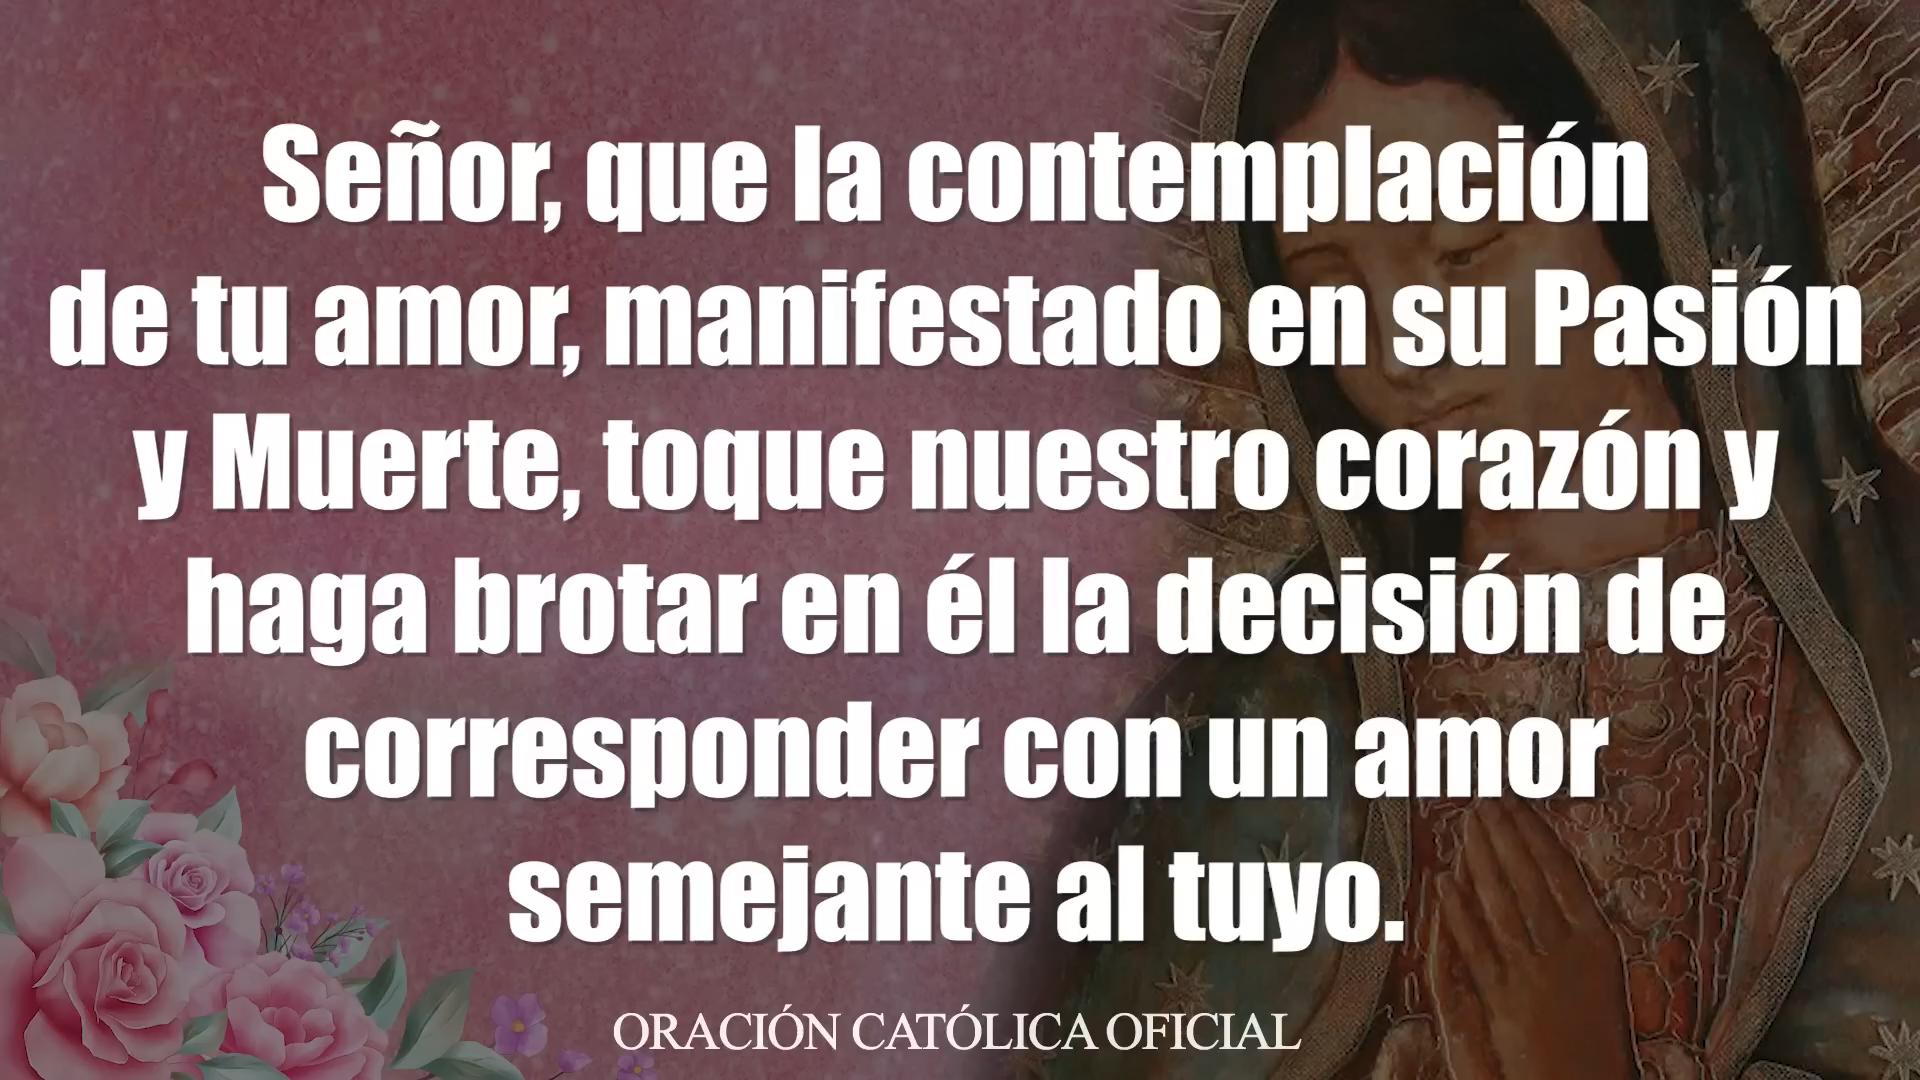 Señor, que la contemplación
de tu amor, manifestado en su Pasión
y Muerte, toque nuestro corazón y
haga brotar en él la decisión de
corresponder con un amor
semejante al tuyo.
ORACIÓN CATÓLICA OFICIAL